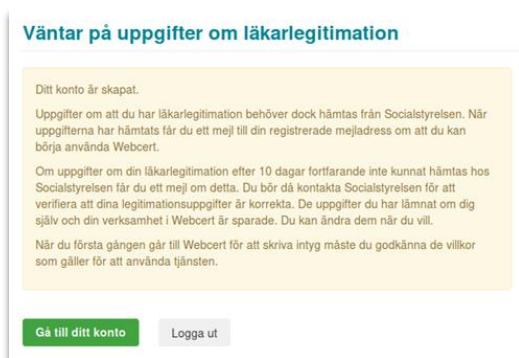 Väntar på uppgifter om läkarlegitimation
Ditt konto är skapat.
Uppgifter om att du har läkarlegitimation behöver dock hämtas från Socialstyrelsen. När
uppgifterna har hämtats får du ett mejl till din registrerade mejladress om att du kan
börja använda Webcert.
Om uppgifter om din läkarlegitimation efter 10 dagar fortfarande inte kunnat hämtas hos
Socialstyrelsen får du ett mejl om detta. Du bör då kontakta Socialstyrelsen för att
verifiera att dina legitimationsuppgifter är korrekta. De uppgifter du har lämnat om dig
själv och din verksamhet i Webcert är sparade. Du kan ändra dem när du vill.
När du första gången går till Webcert för att skriva intyg måste du godkänna de villkor
som gäller för att använda tjänsten.
Gå till ditt konto
Logga ut